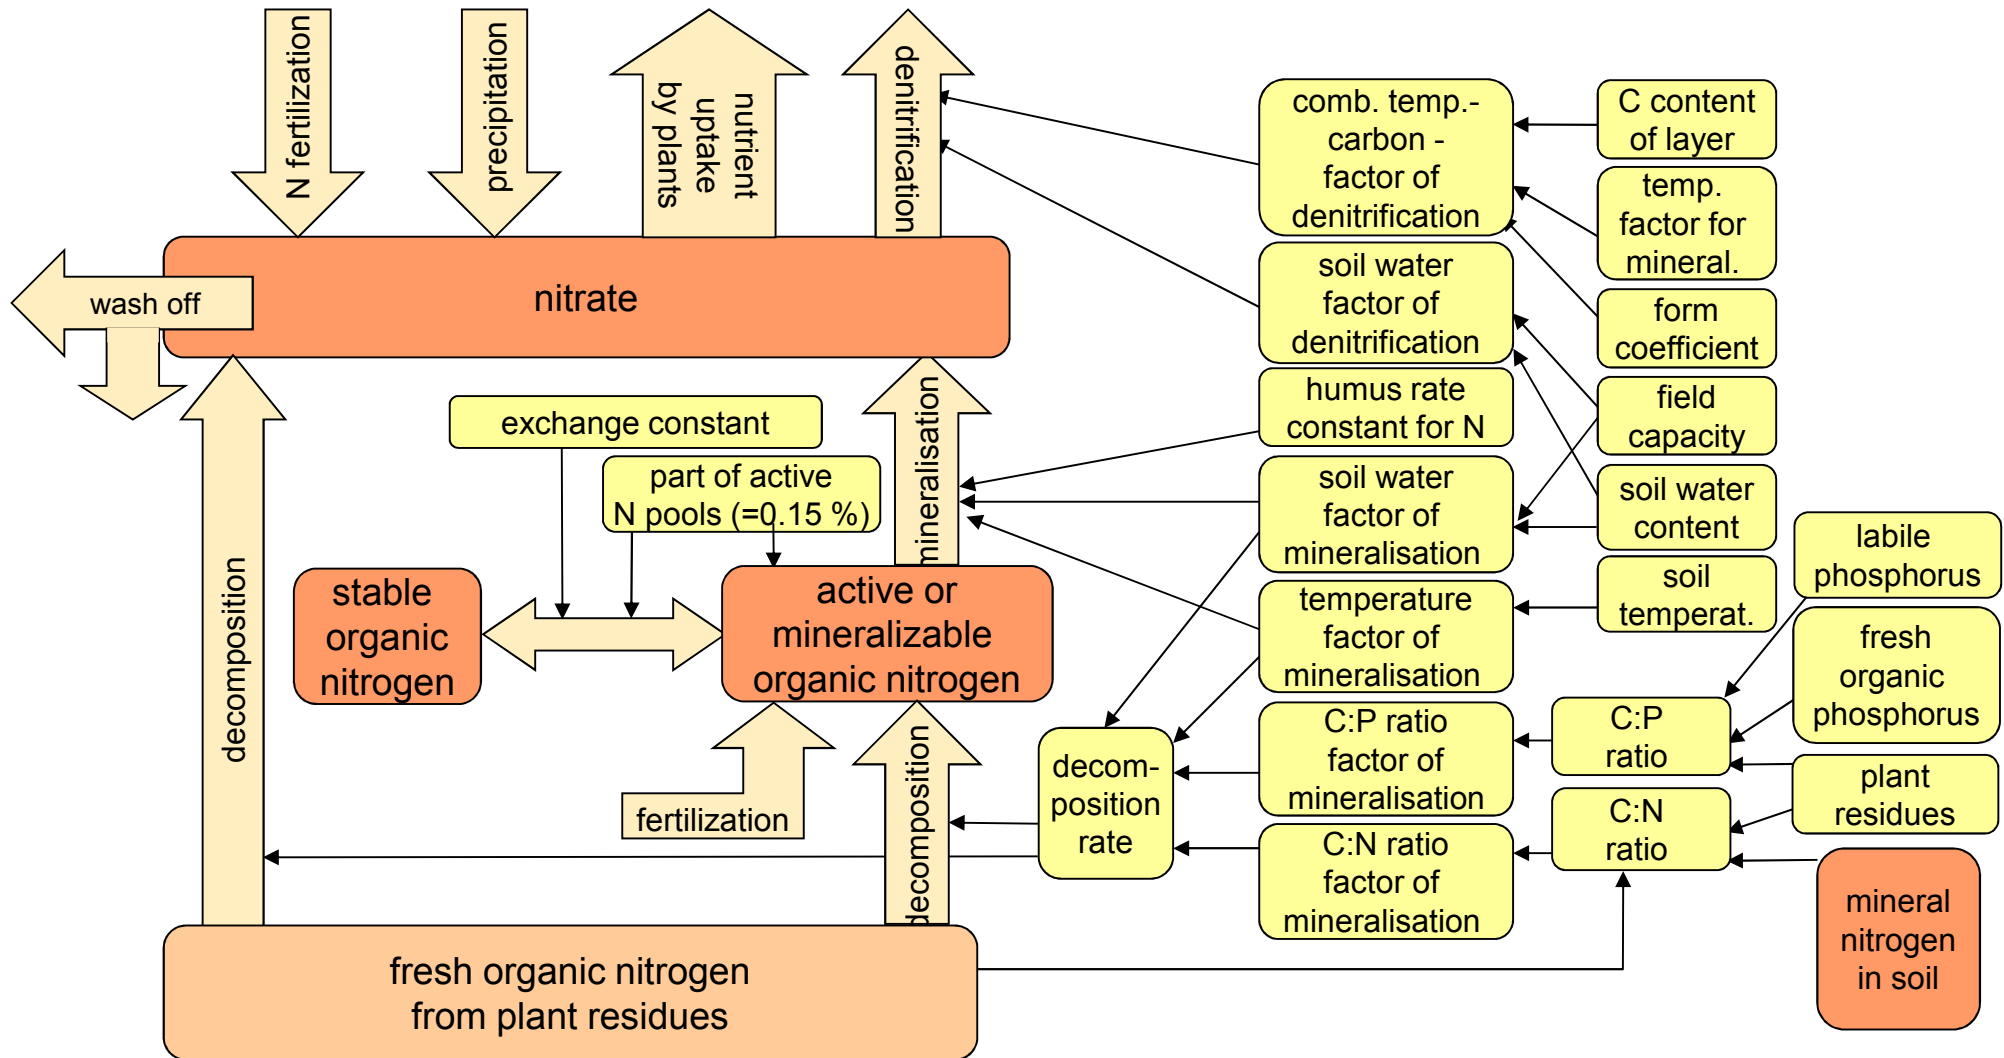 N fertilization
precipitation
nutrient
uptake
by plants
denitrification
comb. temp.-
carbon -
factor of
denitrification
C content
of layer
temp.
factor for
mineral.
wash off
nitrate
soil water
factor of
denitrification
form
coefficient
humus rate
constant for N
field
capacity
exchange constant
part of active
N pools (=0.15 %)
mineralisation
soil water
factor of
mineralisation
soil water
content
labile
phosphorus
decomposition
stable
organic
nitrogen
active or
mineralizable
organic nitrogen
temperature
factor of
mineralisation
soil
temperat.
fresh
organic
phosphorus
fertilization
decomposition
decom-
position
rate
C:P ratio
factor of
mineralisation
C:P
ratio
plant
residues
C:N ratio
factor of
mineralisation
C:N
ratio
mineral
nitrogen
in soil
fresh organic nitrogen
from plant residues